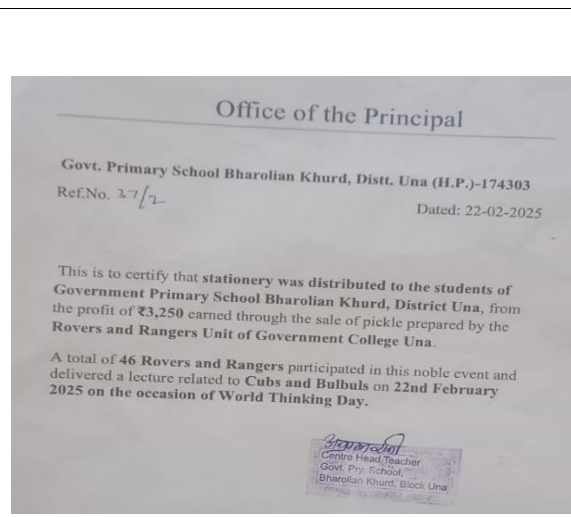 Office of the Principal
Govt. Primary School Bharolian Khurd, Distt. Una (H.P.)-174303
Ref.No. 37/2
Dated: 22-02-2025
This is to certify that stationery was distributed to the students of
Government Primary School Bharolian Khurd, District Una, from
the profit of ₹3,250 earned through the sale of pickle prepared by the
Rovers and Rangers Unit of Government College Una.
A total of 46 Rovers and Rangers participated in this noble event and
delivered a lecture related to Cubs and Bulbuls on 22nd February
2025 on the occasion of World Thinking Day.
Centre Head Teacher
Govt. Pry. School,
Bharolian Khurd, Block Una